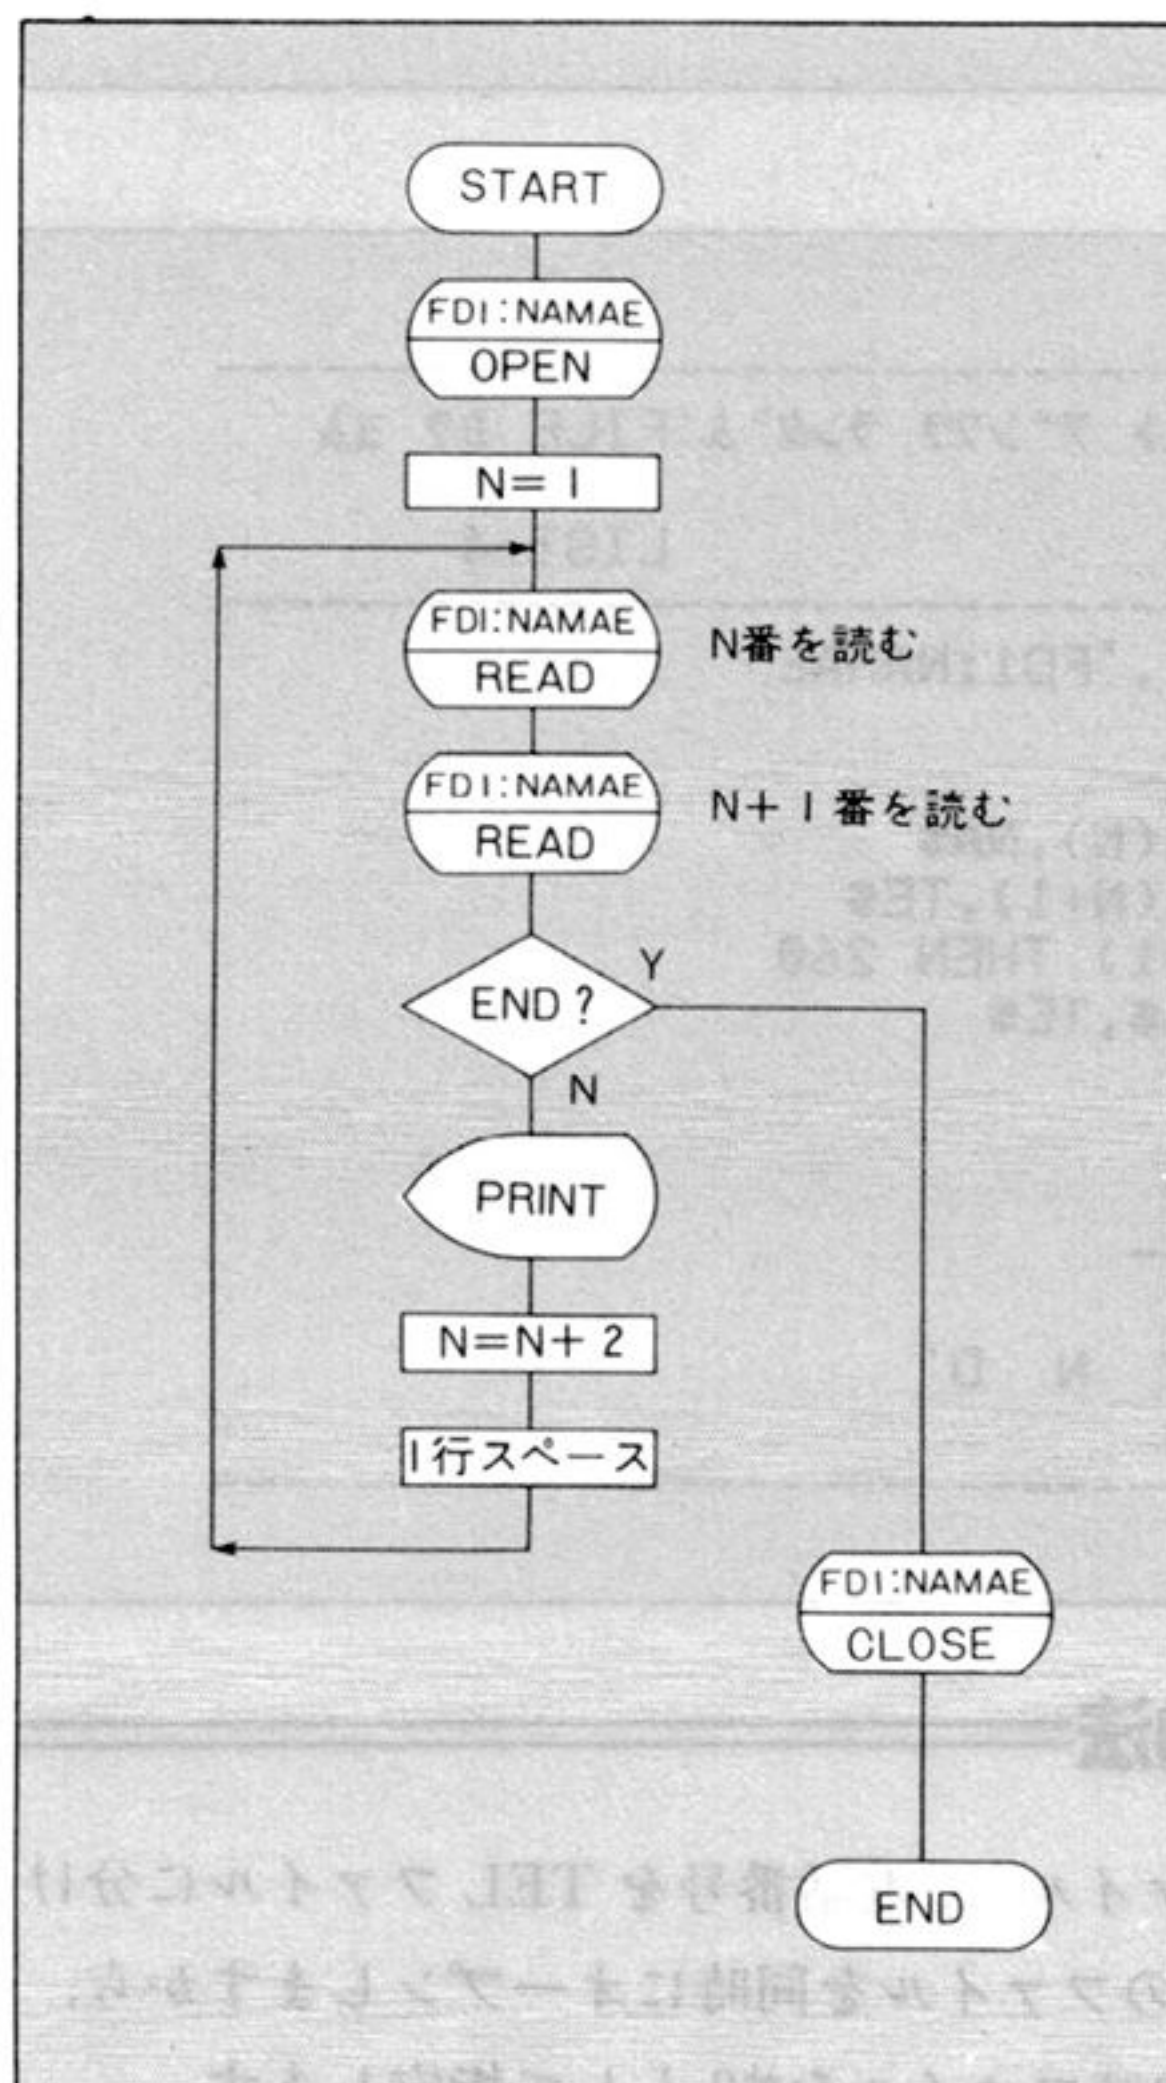 START
FD1:NAMAE
OPEN
N=1
FD1:NAMAE
READ
N番を読む
FD1:NAMAE
READ
N+1番を読む
END?
Y
N
PRINT
N=N+2
1行スペース
FD1:NAMAE
CLOSE
END